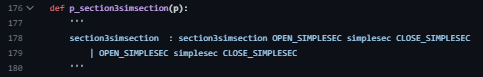 176 def p_section3simsection(p):
177 '''
178 section3simsection : section3simsection OPEN_SIMPLESEC simplesec CLOSE_SIMPLESEC
179 | OPEN_SIMPLESEC simplesec CLOSE_SIMPLESEC
180 '''